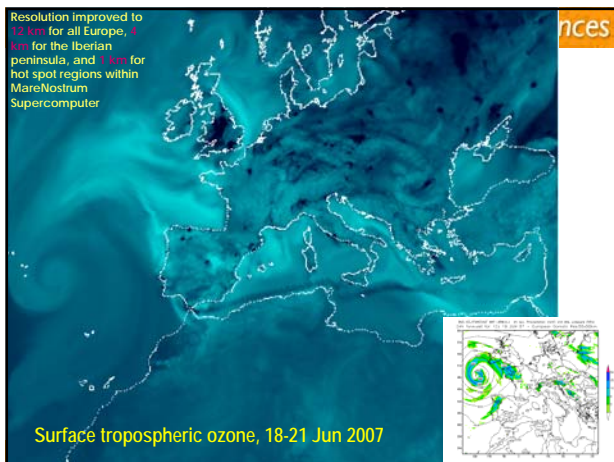 Resolution improved to
12 km for all Europe, 4
km for the Iberian
peninsula, and 1 km for
hot spot regions within
MareNostrum
Supercomputer
nces
Surface tropospheric ozone, 18-21 Jun 2007